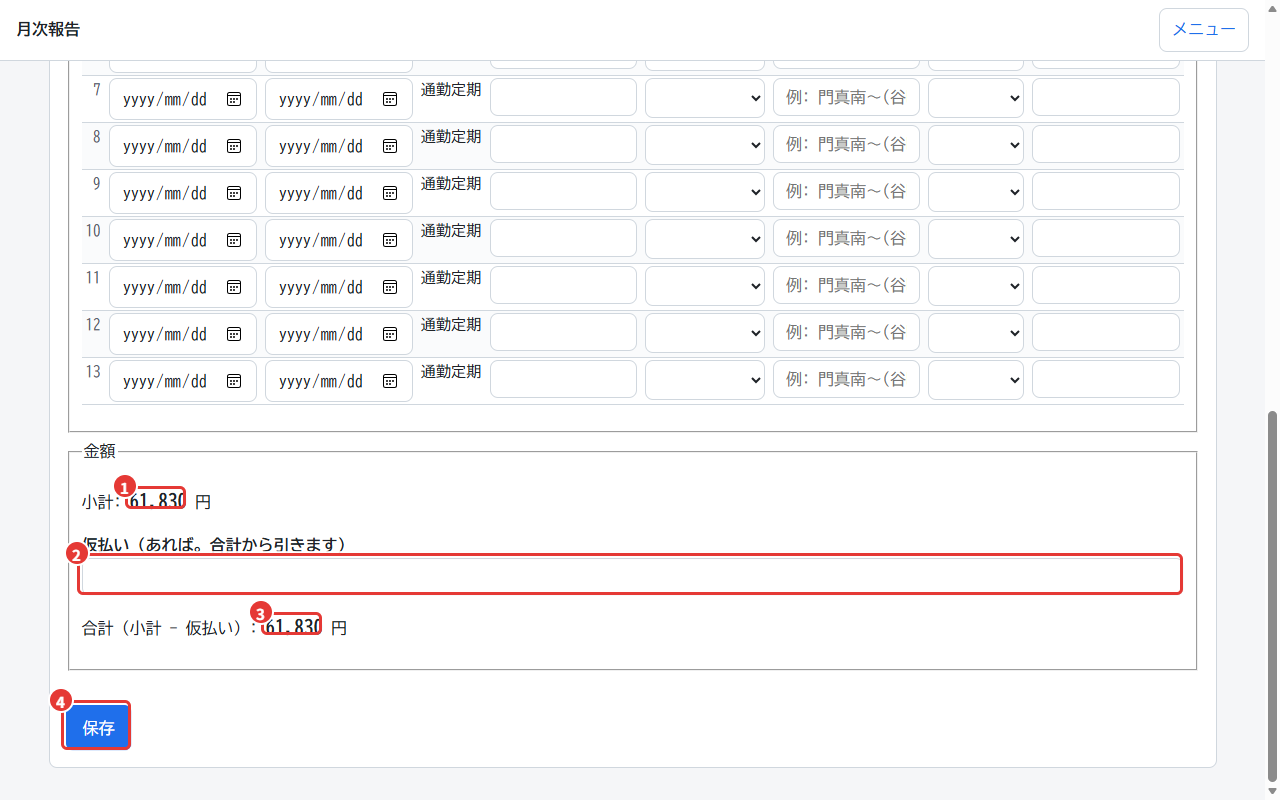 月次報告
メニュー
7 yyyy/mm/dd yyyy/mm/dd 通勤定期 例: 門真南～(谷
8 yyyy/mm/dd yyyy/mm/dd 通勤定期 例: 門真南～(谷
9 yyyy/mm/dd yyyy/mm/dd 通勤定期 例: 門真南～(谷
10 yyyy/mm/dd yyyy/mm/dd 通勤定期 例: 門真南～(谷
11 yyyy/mm/dd yyyy/mm/dd 通勤定期 例: 門真南～(谷
12 yyyy/mm/dd yyyy/mm/dd 通勤定期 例: 門真南～(谷
13 yyyy/mm/dd yyyy/mm/dd 通勤定期 例: 門真南～(谷
金額
1
小計: 61,830 円
仮払い（あれば。合計から引きます）
2
3
合計（小計 − 仮払い）: 61,830 円
4
保存